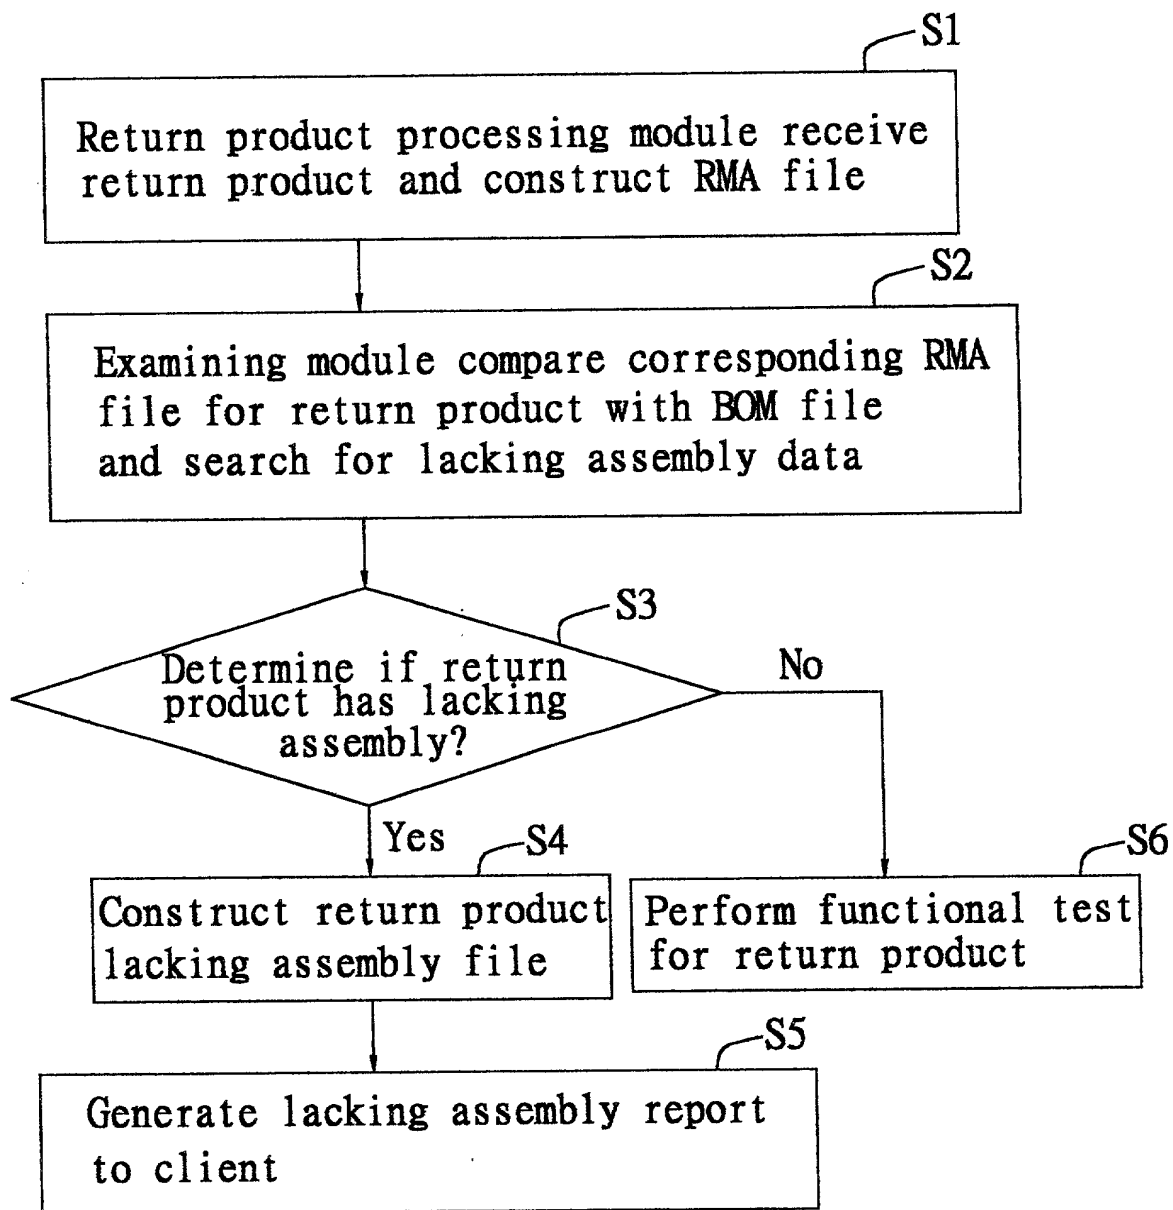 S1
Return product processing module receive
return product and construct RMA file
S2
Examining module compare corresponding RMA
file for return product with BOM file
and search for lacking assembly data
S3
Determine if return
product has lacking
assembly?
No
Yes
S4
Construct return product
lacking assembly file
S6
Perform functional test
for return product
S5
Generate lacking assembly report
to client